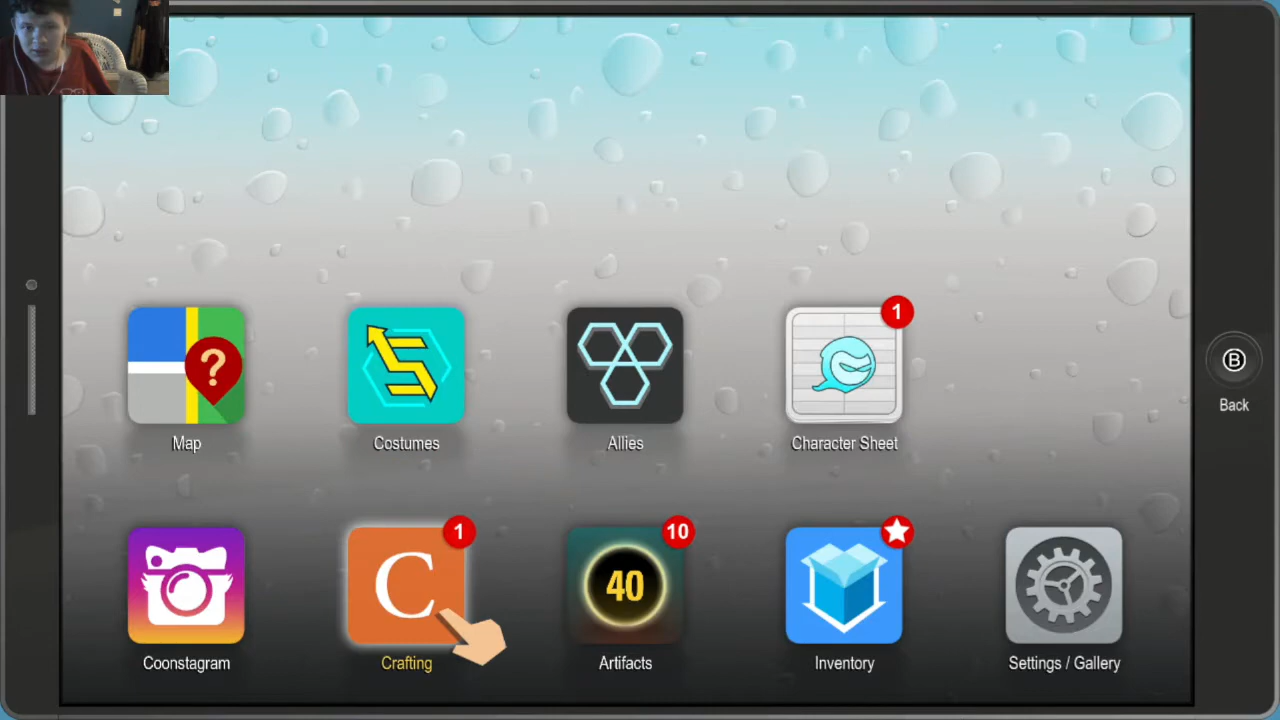 1
Map
Costumes
Allies
Character Sheet
B
Back
1
10
C
40
Coonstagram
Crafting
Artifacts
Inventory
Settings / Gallery
?